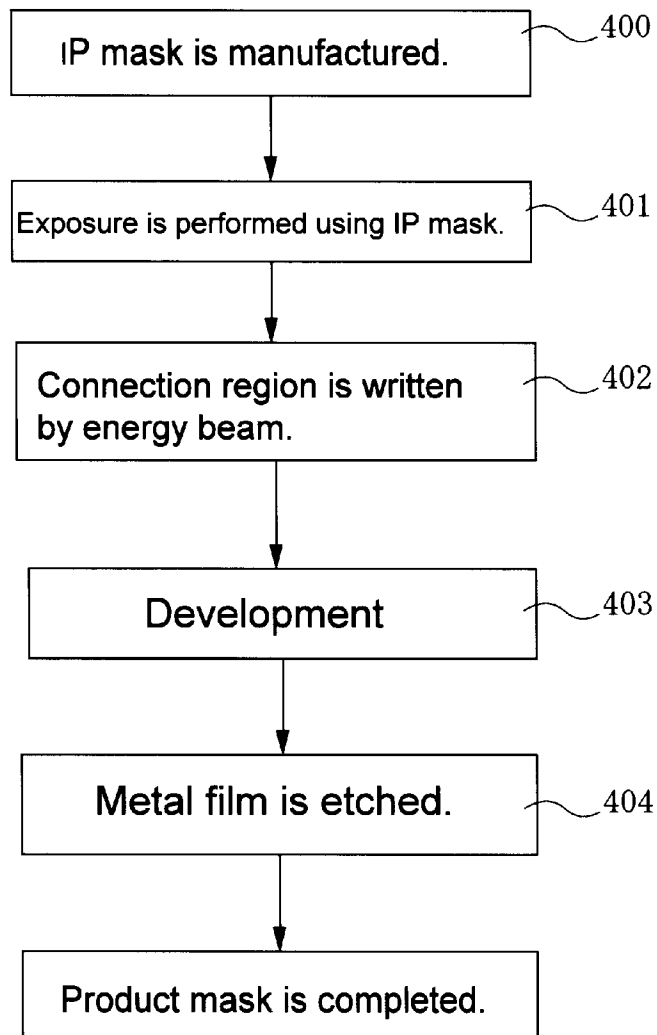 IP mask is manufactured.
400
Exposure is performed using IP mask.
401
Connection region is written
by energy beam.
402
Development
403
Metal film is etched.
404
Product mask is completed.